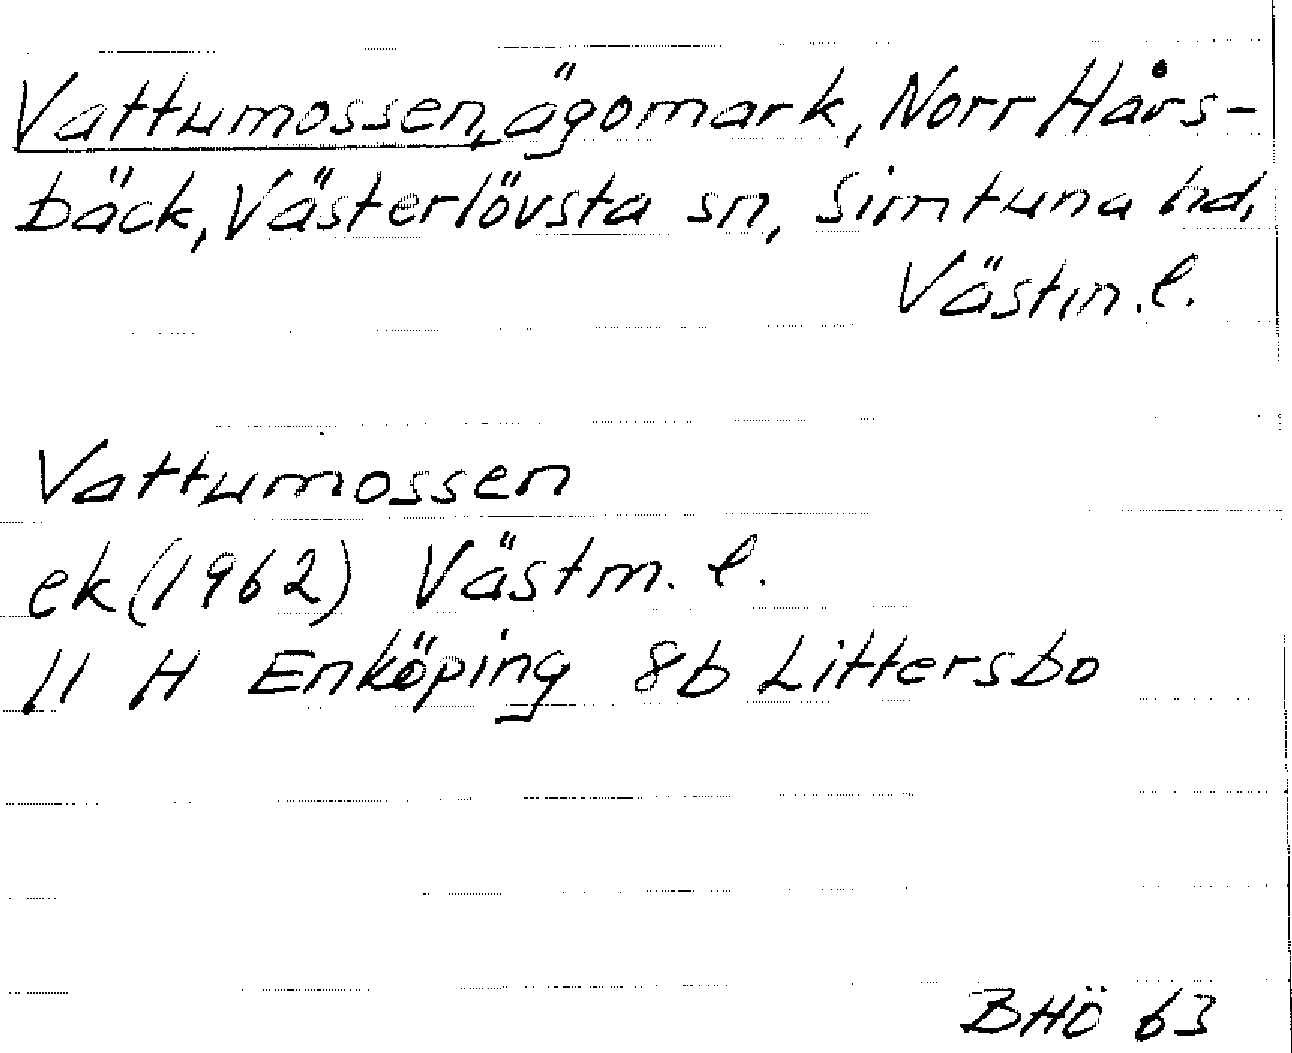 Vattumossen, ägomark, Norr Hårs-
bäck, Västerlövsta sn, Simtuna hd,
Västm. l.
Vattumossen
ek (1962) Västm. l.
11 H Enköping 8b Littersbo
BHÖ 63